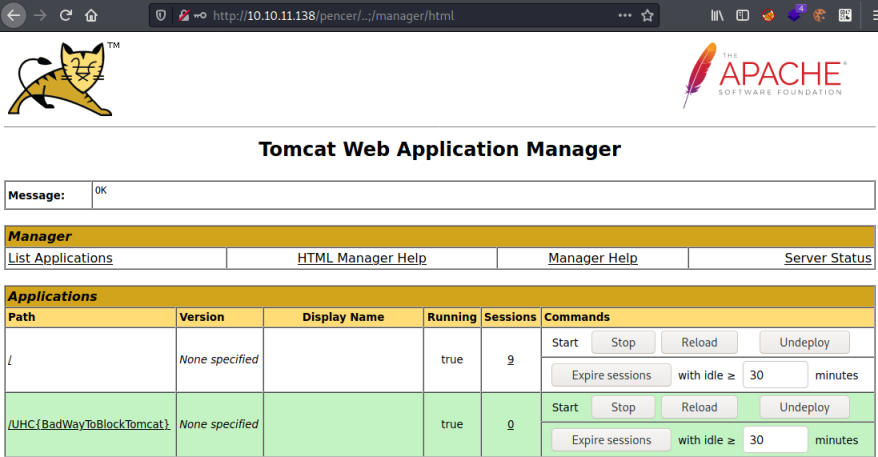 http://10.10.11.138/pencer/..;/manager/html
4
TM
THE
APACHE®
SOFTWARE FOUNDATION
Tomcat Web Application Manager
Message: OK
Manager
List Applications HTML Manager Help Manager Help Server Status
Applications
Path Version Display Name Running Sessions Commands
/ None specified true 9 Start Stop Reload Undeploy
Expire sessions with idle ≥ 30 minutes
/UHC{BadWayToBlockTomcat} None specified true 0 Start Stop Reload Undeploy
Expire sessions with idle ≥ 30 minutes